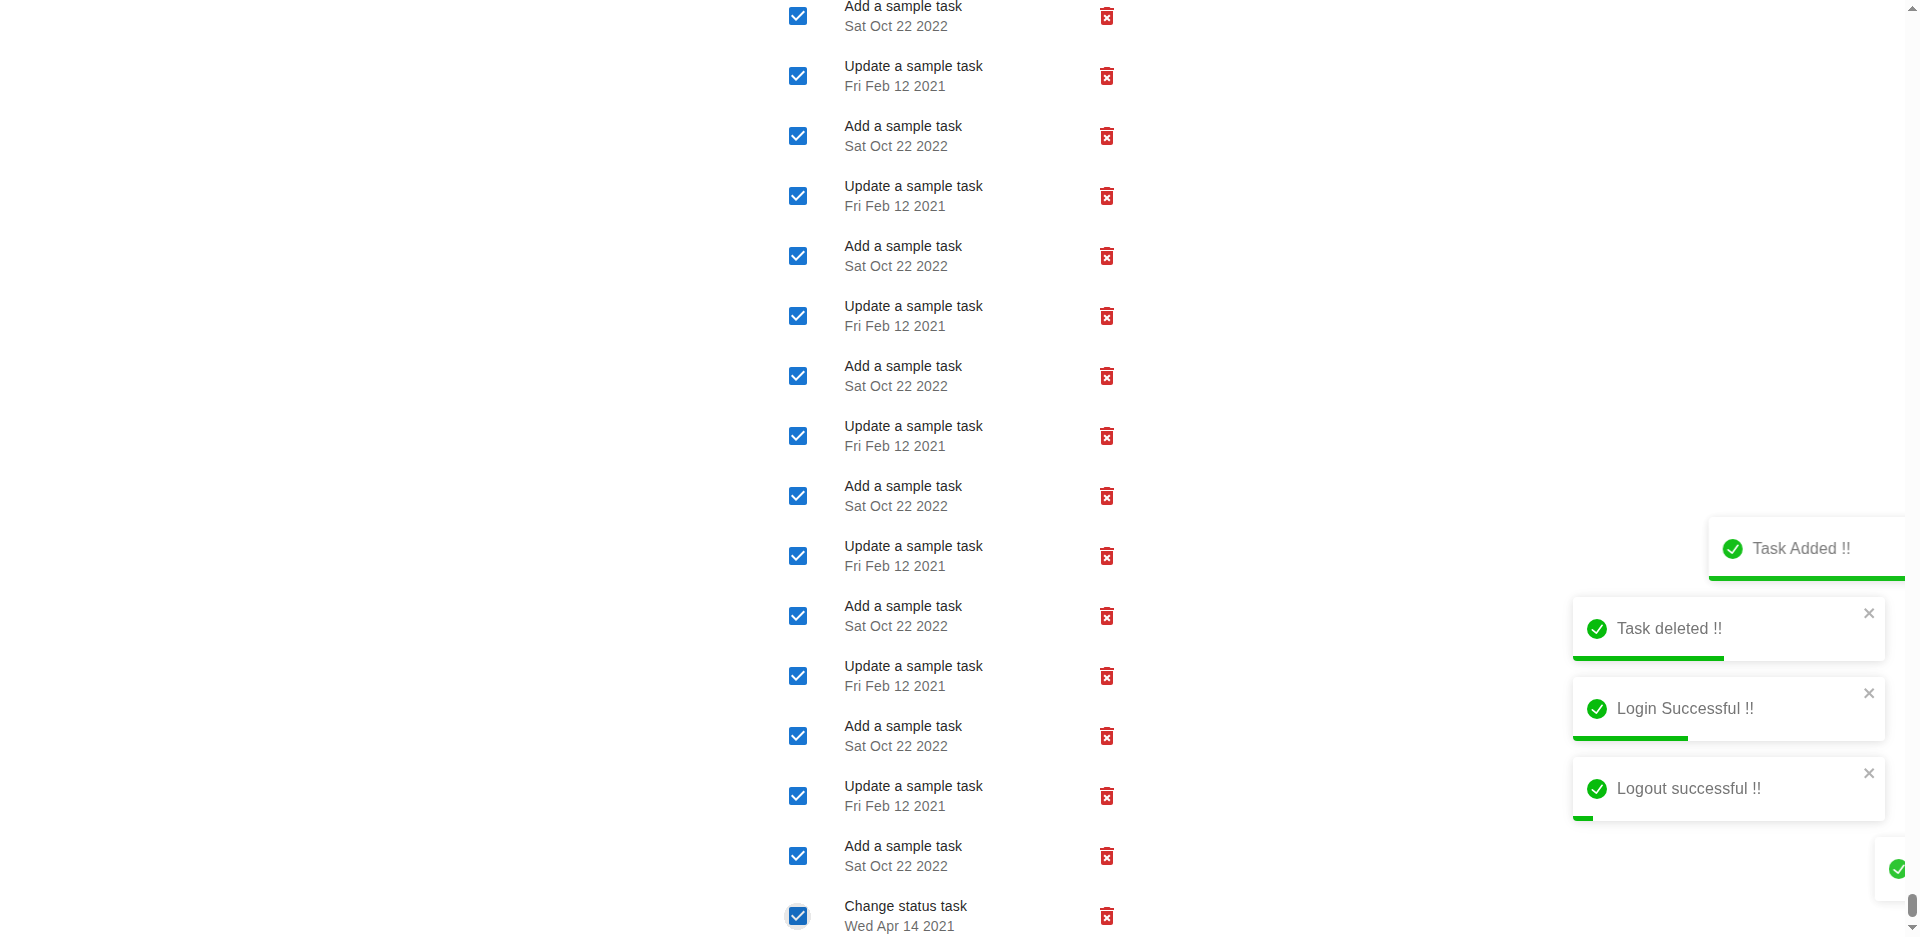 Add a sample task
Sat Oct 22 2022
Update a sample task
Fri Feb 12 2021
Add a sample task
Sat Oct 22 2022
Update a sample task
Fri Feb 12 2021
Add a sample task
Sat Oct 22 2022
Update a sample task
Fri Feb 12 2021
Add a sample task
Sat Oct 22 2022
Update a sample task
Fri Feb 12 2021
Add a sample task
Sat Oct 22 2022
Update a sample task
Fri Feb 12 2021
Add a sample task
Sat Oct 22 2022
Update a sample task
Fri Feb 12 2021
Add a sample task
Sat Oct 22 2022
Update a sample task
Fri Feb 12 2021
Add a sample task
Sat Oct 22 2022
Change status task
Wed Apr 14 2021
Task Added !!
Task deleted !!
Login Successful !!
Logout successful !!